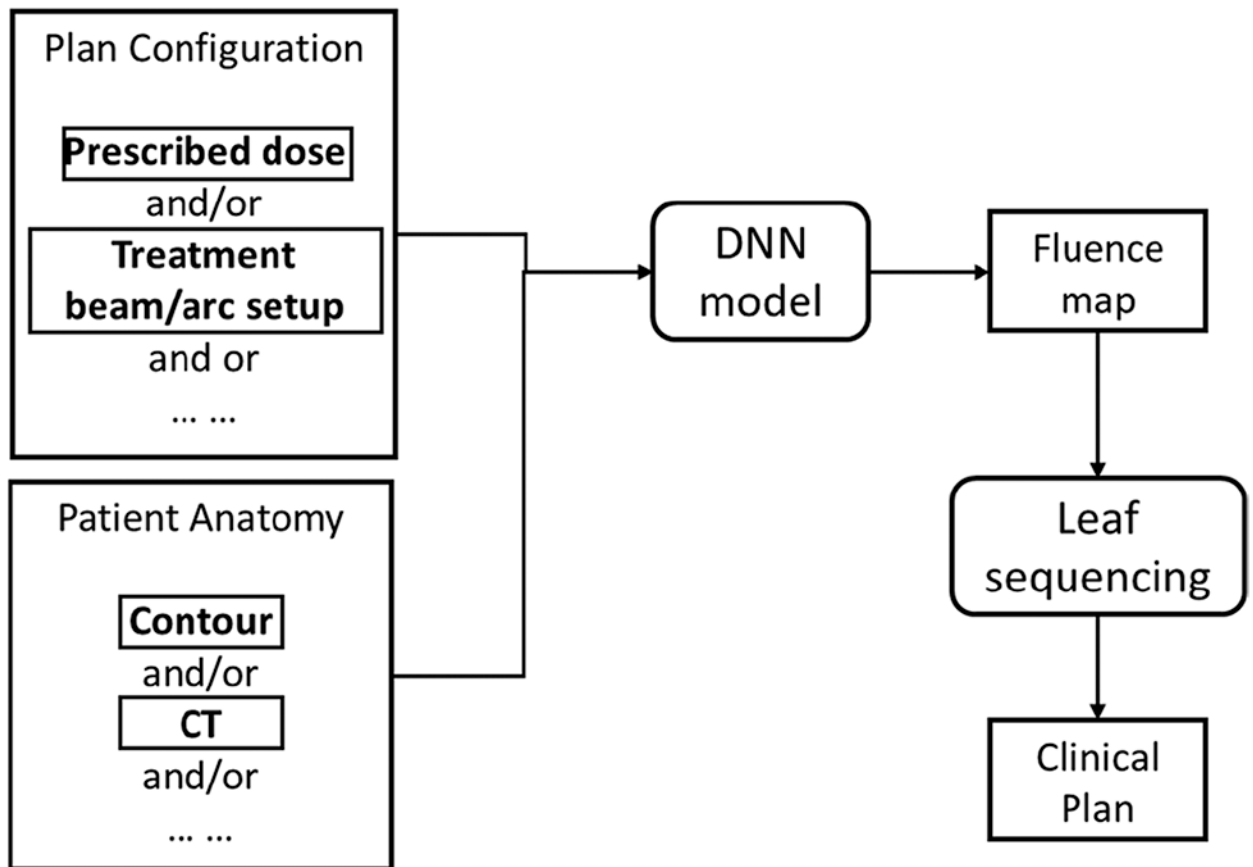 Plan Configuration
Prescribed dose
and/or
Treatment
beam/arc setup
and or
... ...
Patient Anatomy
Contour
and/or
CT
and/or
... ...
DNN
model
Fluence
map
Leaf
sequencing
Clinical
Plan